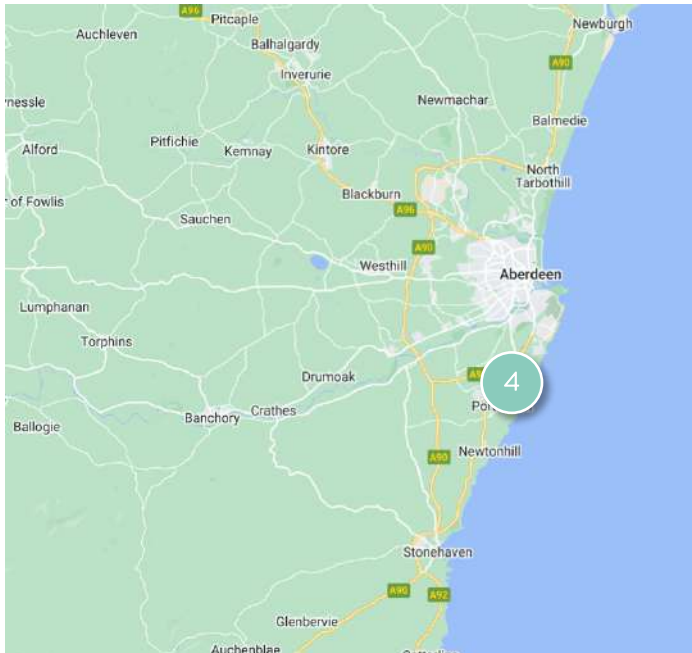 A96
Pitcaple
Newburgh
Auchleven
Balhalgardy
A90
Inverurie
Newmachar
Balmedie
Pitfichie
Kemnay
Kintore
Alford
North
Tarbothill
Blackburn
of Fowlis
A96
Sauchen
A90
Westhill
Aberdeen
Lumphanan
Torphins
Drumoak
4
Banchory
Crathes
Ballogie
Newtonhill
A90
Stonehaven
A90
A92
Glenbervie
Auchenblae